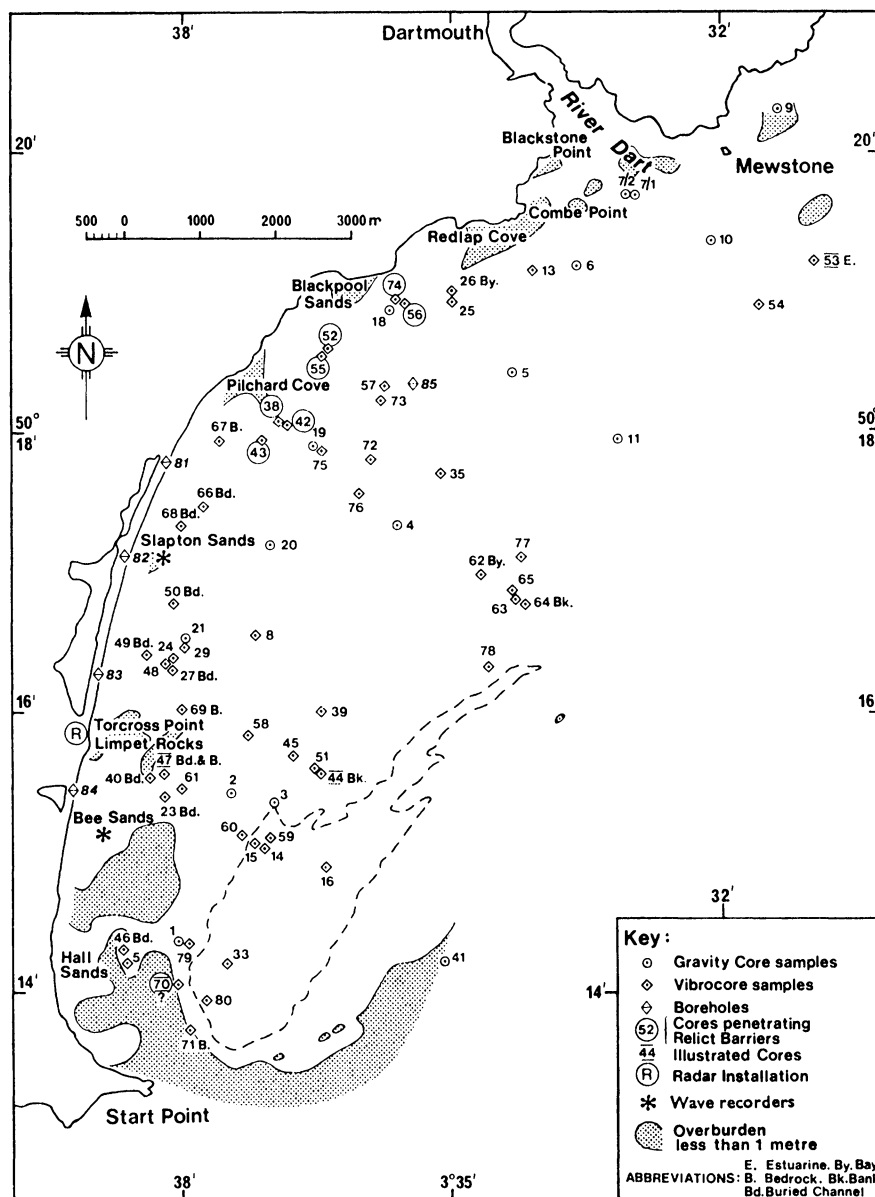 38'
32'
Dartmouth
River Dart
9
Blackstone
Point
20'
20'
Mewstone
7/2
7/1
500 0 1000 2000 3000 m
Combe Point
Redlap Cove
10
53 E.
13
6
Blackpool
Sands
74
26 By.
18
56
25
54
52
55
57
85
5
Pilchard Cove
73
38
42
50°
18'
50°
18'
N
67 B.
19
43
75
72
11
81
35
66 Bd.
76
68 Bd.
4
Slapton Sands
20
77
82
62 By.
50 Bd.
65
63
64 Bk.
21
8
49 Bd.
24
29
48
27 Bd.
78
83
16'
16'
69 B.
39
R
Torcross Point
58
Limpet Rocks
45
47 Bd.& B.
51
40 Bd.
61
44 Bk.
2
84
3
23 Bd.
Bee Sands
60
59
15
14
16
32'
1
46 Bd.
79
33
41
Hall
Sands
5
14'
14'
70
?
80
71 B.
Start Point
38'
3°35'
Key:
Gravity Core samples
Vibrocore samples
Boreholes
52 Cores penetrating
Relict Barriers
44 Illustrated Cores
R Radar Installation
Wave recorders
Overburden
less than 1 metre
E. Estuarine. By. Bay
ABBREVIATIONS: B. Bedrock. Bk.Bank
Bd.Buried Channel